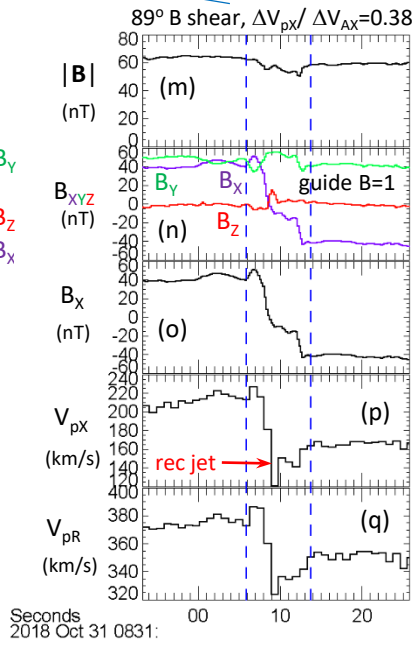 89° B shear, ΔV_pX/ ΔV_AX=0.38
80
60
|B|
40
(nT)
(m)
20
0
60
B_Y
40
B_Y B_X guide B=1
20
B_XYZ
0
B_Z
(nT)
-20
B_Z
(n)
B_X
-40
60
40
B_X
20
0
(nT)
(o)
-20
-40
-60
240
220
V_pX
200
(p)
180
(km/s)
160
rec jet
140
120
400
V_pR
380
(q)
360
(km/s)
340
320
Seconds 00 10 20
2018 Oct 31 0831: